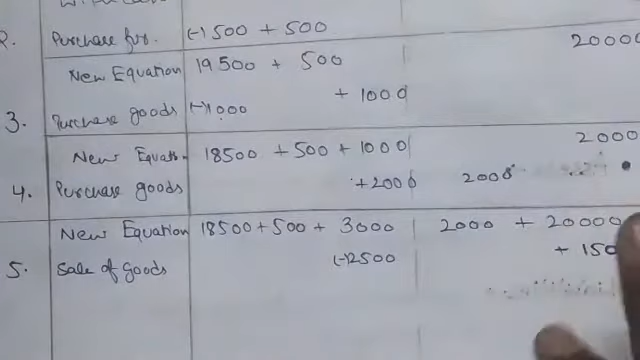 2. Purchase fur. (-) 500 + 500
New Equation 19500 + 500 20000
3. Purchase goods (-)1000 + 1000
New Equatn 18500 + 500 + 1000 2000
4. Purchase goods +2000 2000
New Equation 18500 + 500 + 3000 2000 + 20000
5. Sale of goods (-)2500 + 150